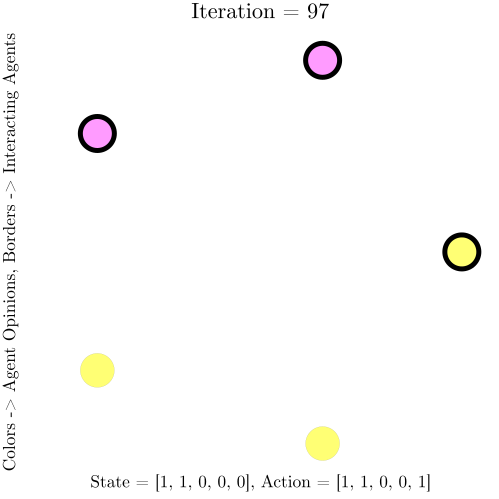 Iteration = 97
Colors -> Agent Opinions, Borders -> Interacting Agents
State = [1, 1, 0, 0, 0], Action = [1, 1, 0, 0, 1]